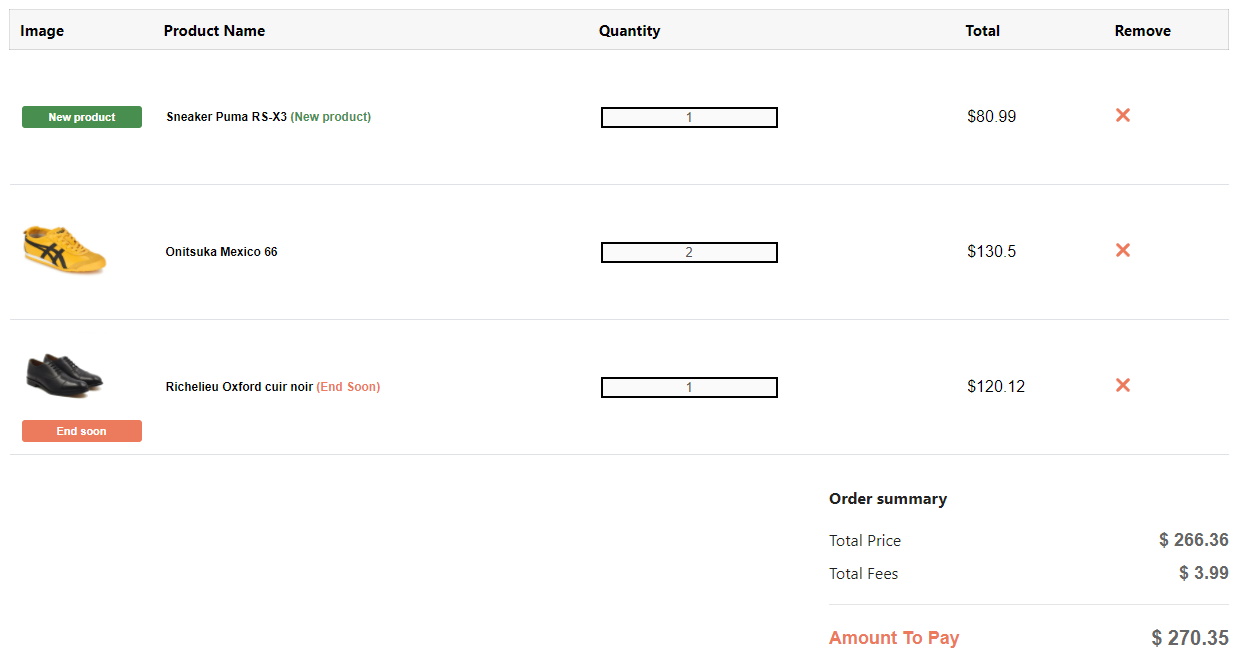 Image Product Name Quantity Total Remove
New product Sneaker Puma RS-X3 (New product) 1 $80.99
Onitsuka Mexico 66 2 $130.5
Richelieu Oxford cuir noir (End Soon) 1 $120.12
End soon
Order summary
Total Price $ 266.36
Total Fees $ 3.99
Amount To Pay $ 270.35